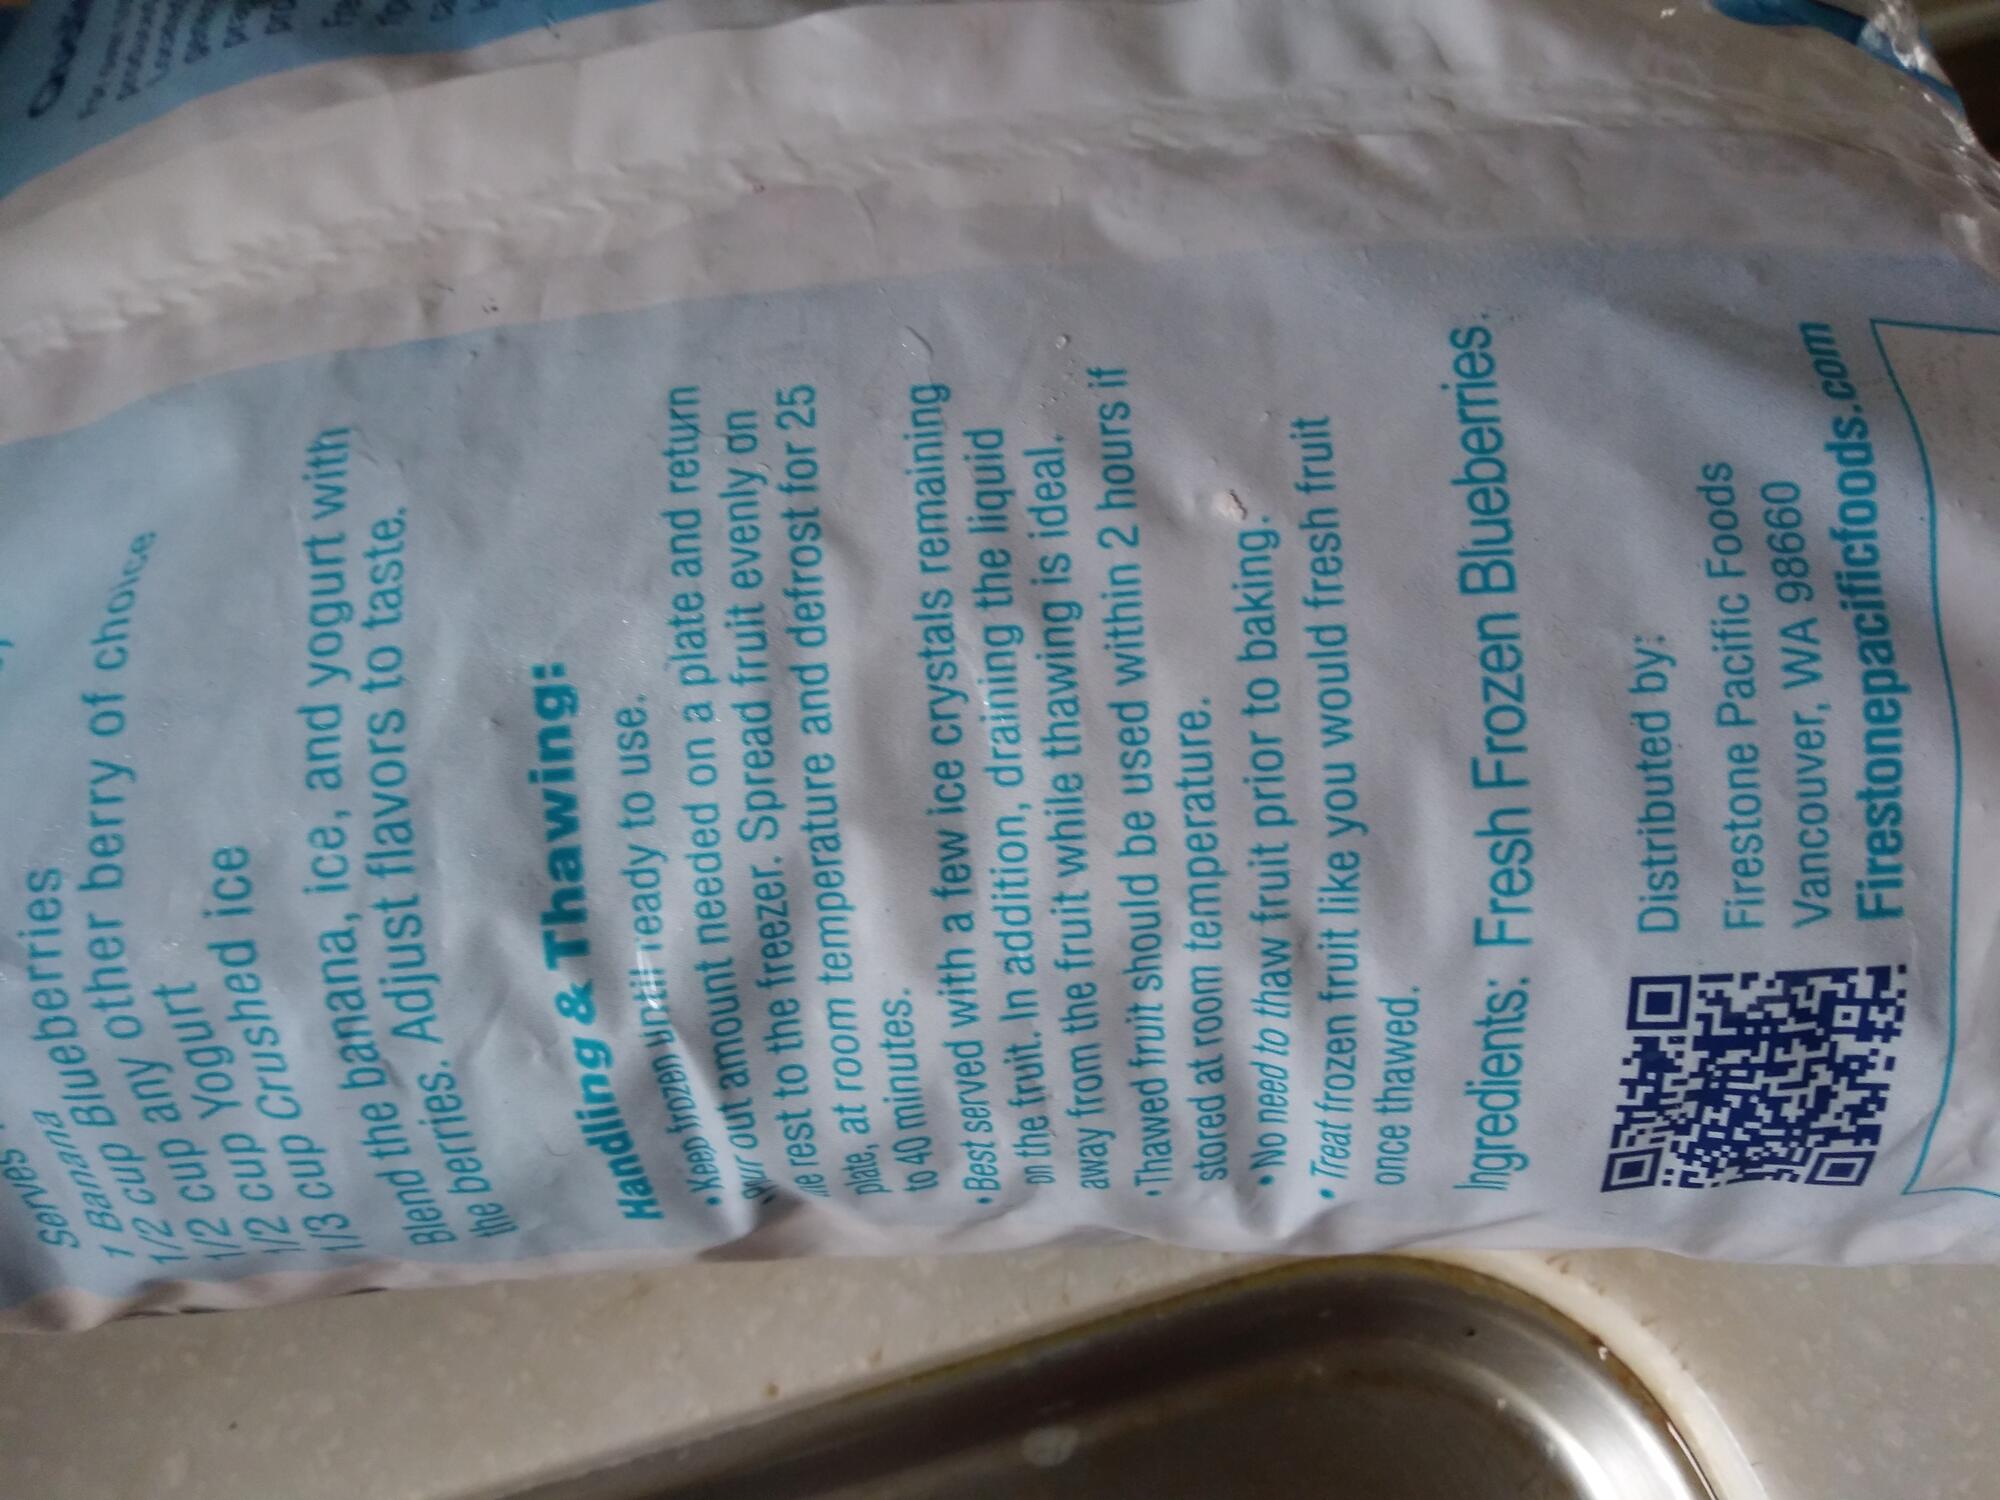 Serves
1 Banana
1/2 cup Blueberries
1/2 cup any other berry of choice
1/2 cup Yogurt
1/3 cup Crushed ice
Blend the banana, ice, and yogurt with
the berries. Adjust flavors to taste.
Handing & Thawing:
• Keep frozen until ready to use.
• out amount needed on a plate and return
rest to the freezer. Spread fruit evenly on
plate, at room temperature and defrost for 25
to 40 minutes.
• Best served with a few ice crystals remaining
on the fruit. In addition, draining the liquid
away from the fruit while thawing is ideal.
• Thawed fruit should be used within 2 hours if
stored at room temperature.
• No need to thaw fruit prior to baking.
• Treat frozen fruit like you would fresh fruit
once thawed.
Ingredients: Fresh Frozen Blueberries.
Distributed by:
Firestone Pacific Foods
Vancouver, WA 98660
Firestonepacificfoods.com